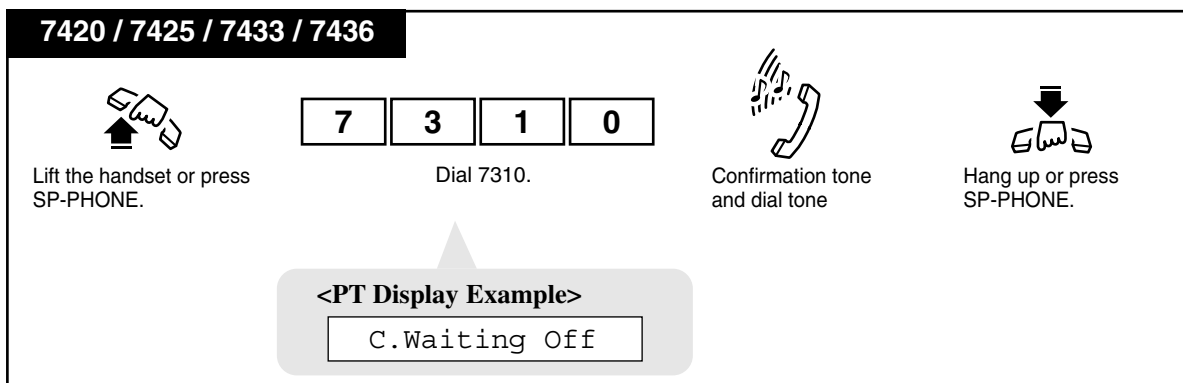 7420 / 7425 / 7433 / 7436
7 3 1 0
Lift the handset or press
SP-PHONE.
Dial 7310.
Confirmation tone
and dial tone
Hang up or press
SP-PHONE.
<PT Display Example>
C.Waiting Off